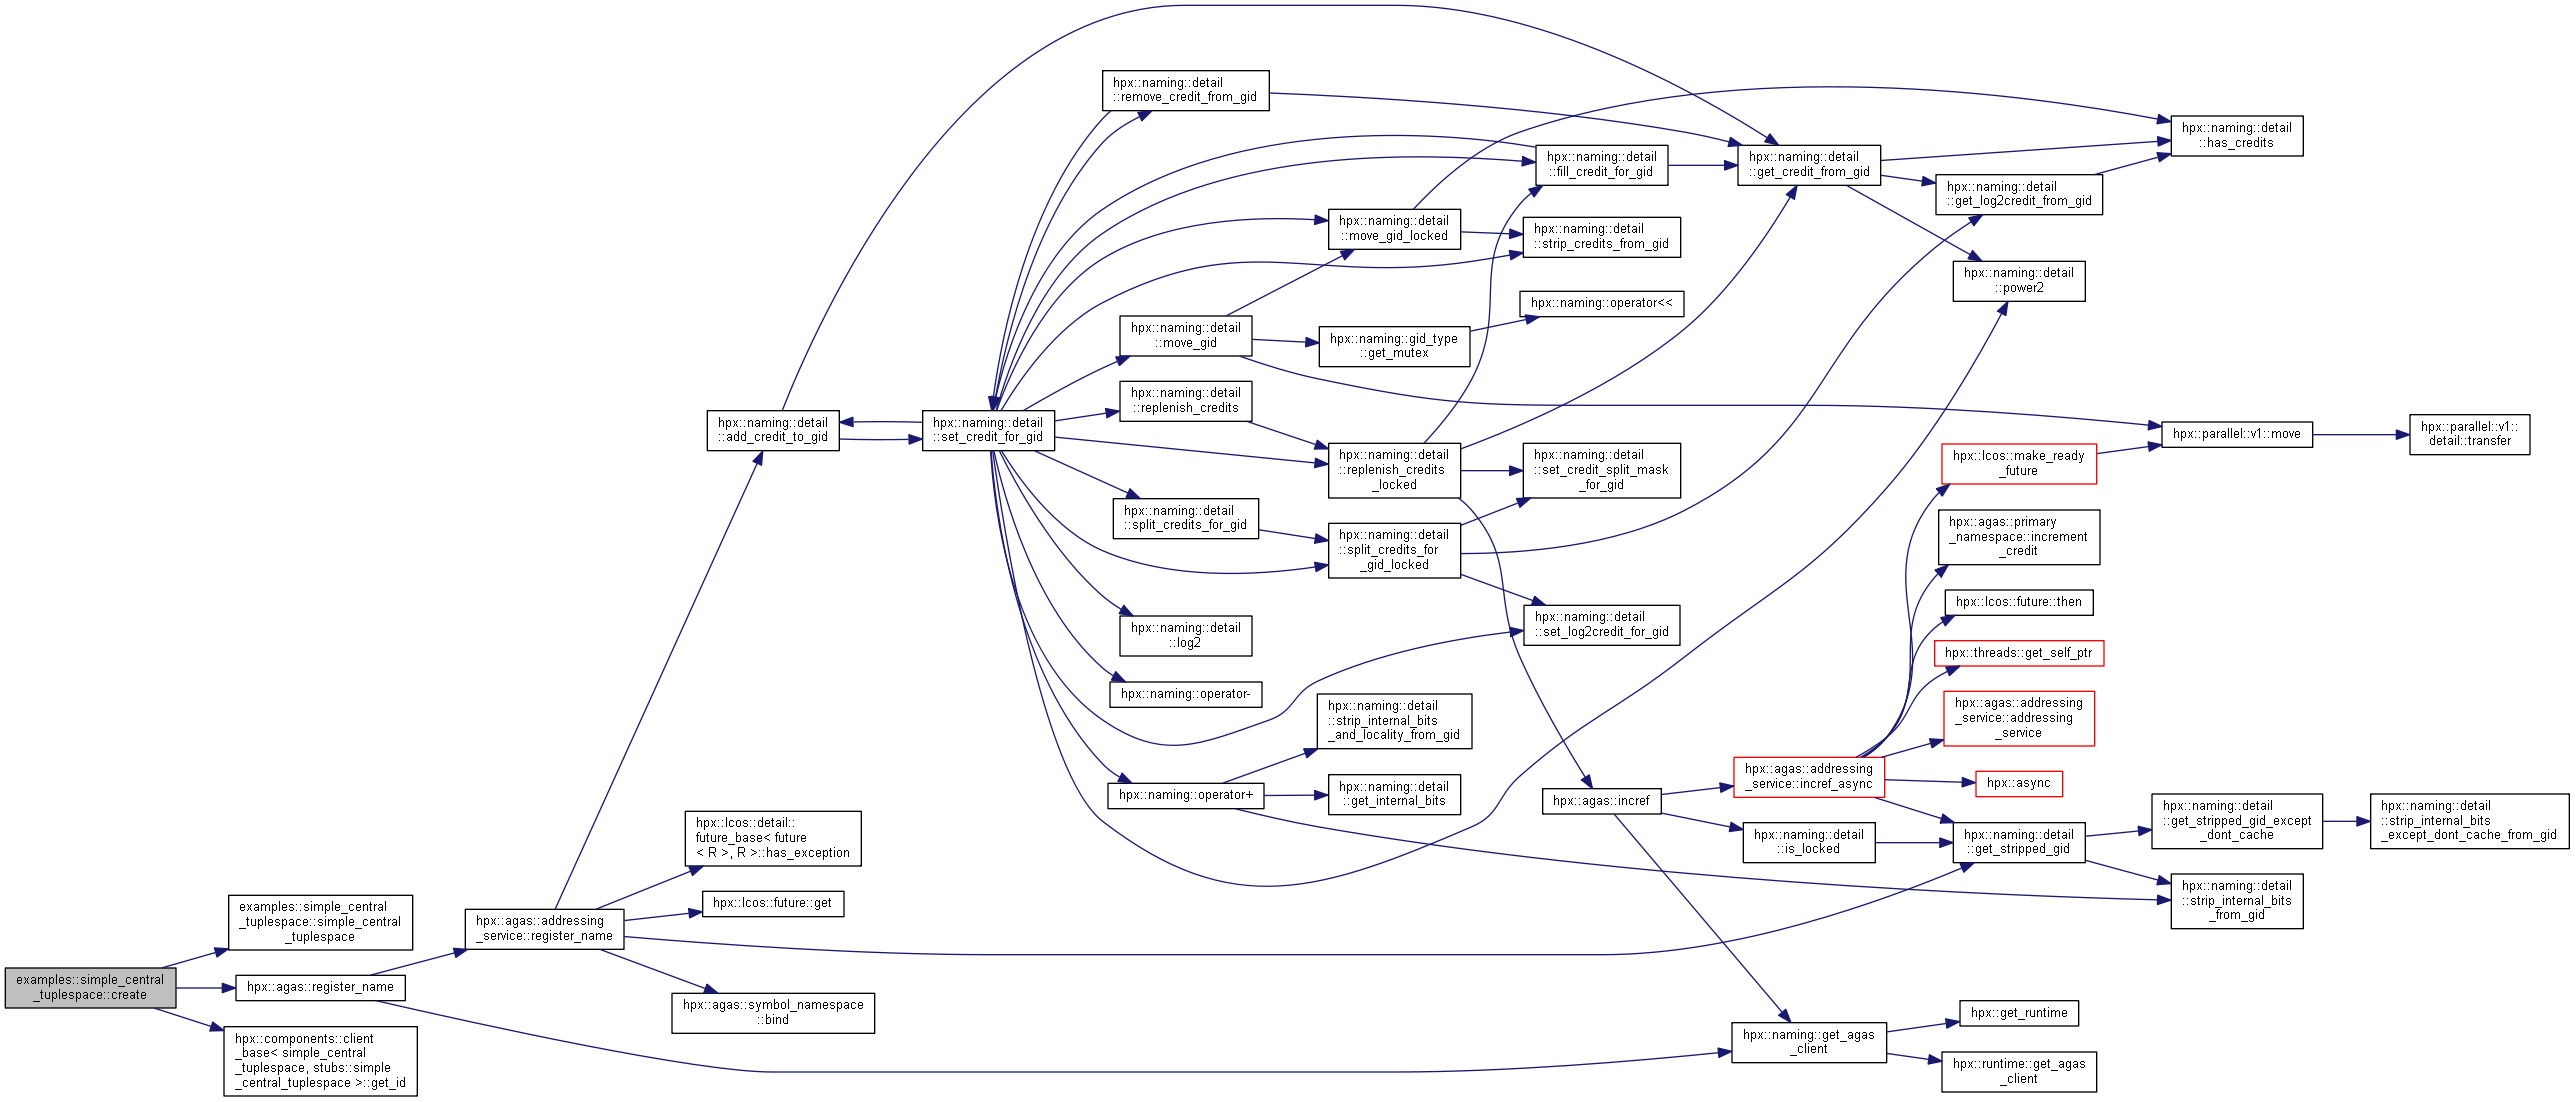 examples::simple_central
_tuplespace::create
examples::simple_central
_tuplespace::simple_central
_tuplespace
hpx::agas::register_name
hpx::components::client
_base< simple_central
_tuplespace, stubs::simple
_central_tuplespace >::get_id
hpx::agas::addressing
_service::register_name
hpx::lcos::detail::
future_base< future
< R >, R >::has_exception
hpx::lcos::future::get
hpx::agas::symbol_namespace
::bind
hpx::naming::detail
::add_credit_to_gid
hpx::naming::detail
::set_credit_for_gid
hpx::naming::detail
::remove_credit_from_gid
hpx::naming::detail
::move_gid
hpx::naming::detail
::replenish_credits
hpx::naming::detail
::split_credits_for_gid
hpx::naming::detail
::log2
hpx::naming::operator-
hpx::naming::operator+
hpx::naming::detail
::move_gid_locked
hpx::naming::gid_type
::get_mutex
hpx::naming::detail
::replenish_credits
_locked
hpx::naming::detail
::split_credits_for
_gid_locked
hpx::naming::detail
::strip_internal_bits
_and_locality_from_gid
hpx::naming::detail
::get_internal_bits
hpx::naming::detail
::fill_credit_for_gid
hpx::naming::detail
::strip_credits_from_gid
hpx::naming::operator<<
hpx::naming::detail
::set_credit_split_mask
_for_gid
hpx::naming::detail
::set_log2credit_for_gid
hpx::agas::incref
hpx::naming::detail
::get_credit_from_gid
hpx::agas::addressing
_service::incref_async
hpx::naming::detail
::is_locked
hpx::naming::get_agas
_client
hpx::naming::detail
::get_log2credit_from_gid
hpx::naming::detail
::power2
hpx::lcos::make_ready
_future
hpx::agas::primary
_namespace::increment
_credit
hpx::lcos::future::then
hpx::threads::get_self_ptr
hpx::agas::addressing
_service::addressing
_service
hpx::async
hpx::naming::detail
::get_stripped_gid
hpx::get_runtime
hpx::runtime::get_agas
_client
hpx::naming::detail
::has_credits
hpx::parallel::v1::move
hpx::naming::detail
::get_stripped_gid_except
_dont_cache
hpx::naming::detail
::strip_internal_bits
_from_gid
hpx::parallel::v1::
detail::transfer
hpx::naming::detail
::strip_internal_bits
_except_dont_cache_from_gid